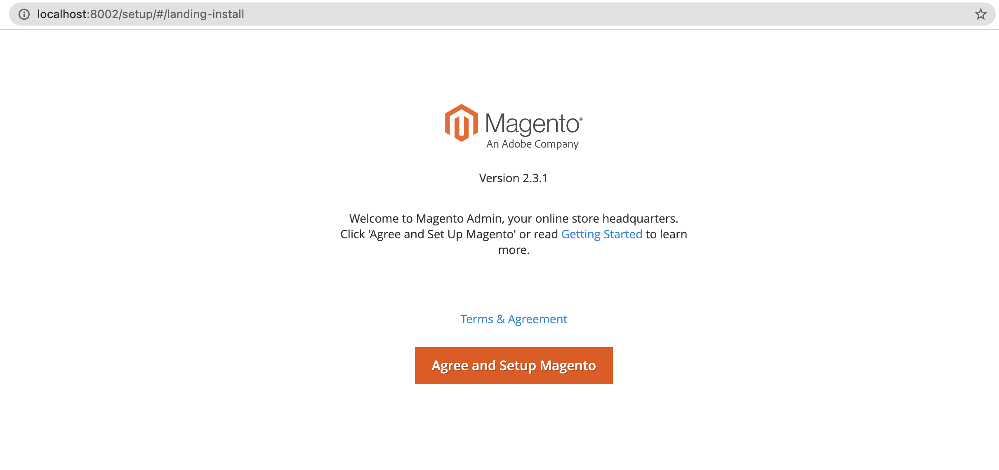 localhost:8002/setup/#/landing-install
Magento®
An Adobe Company
Version 2.3.1
Welcome to Magento Admin, your online store headquarters.
Click 'Agree and Set Up Magento' or read Getting Started to learn
more.
Terms & Agreement
Agree and Setup Magento